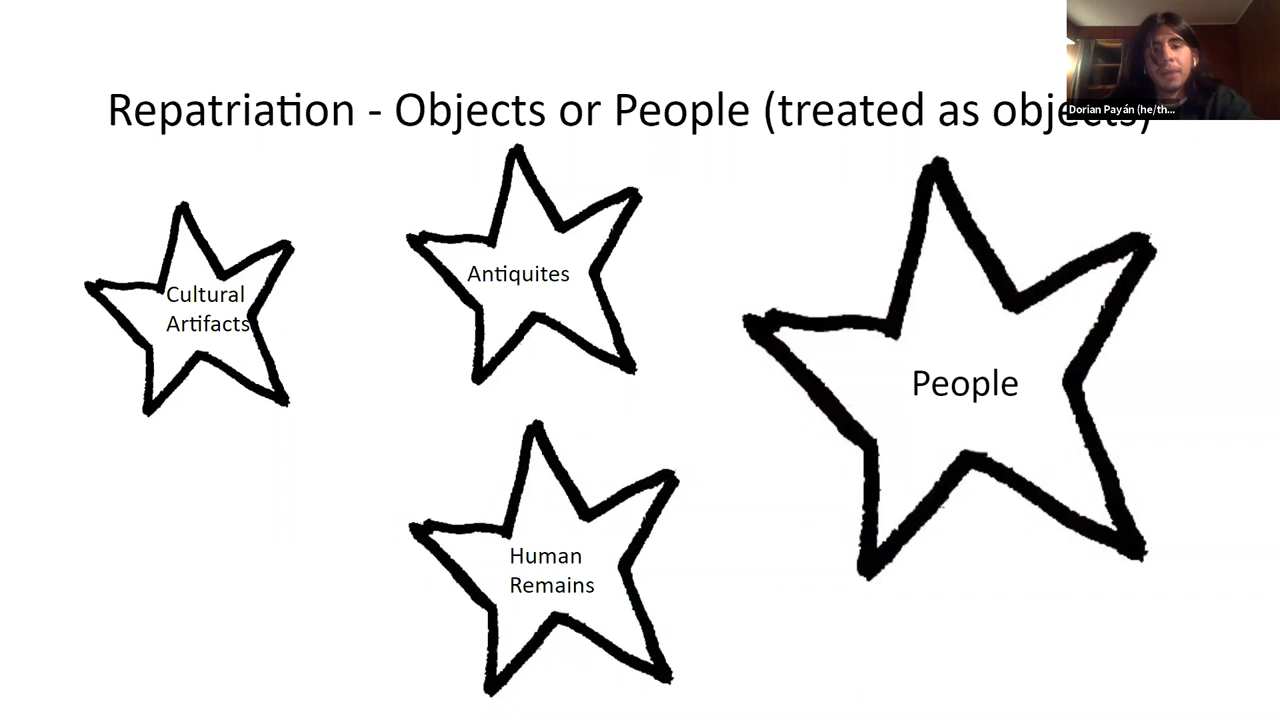 Repatriation - Objects or People (treated as objects)
Dorian Payán (he/th...
Cultural
Artifacts
Antiquites
People
Human
Remains